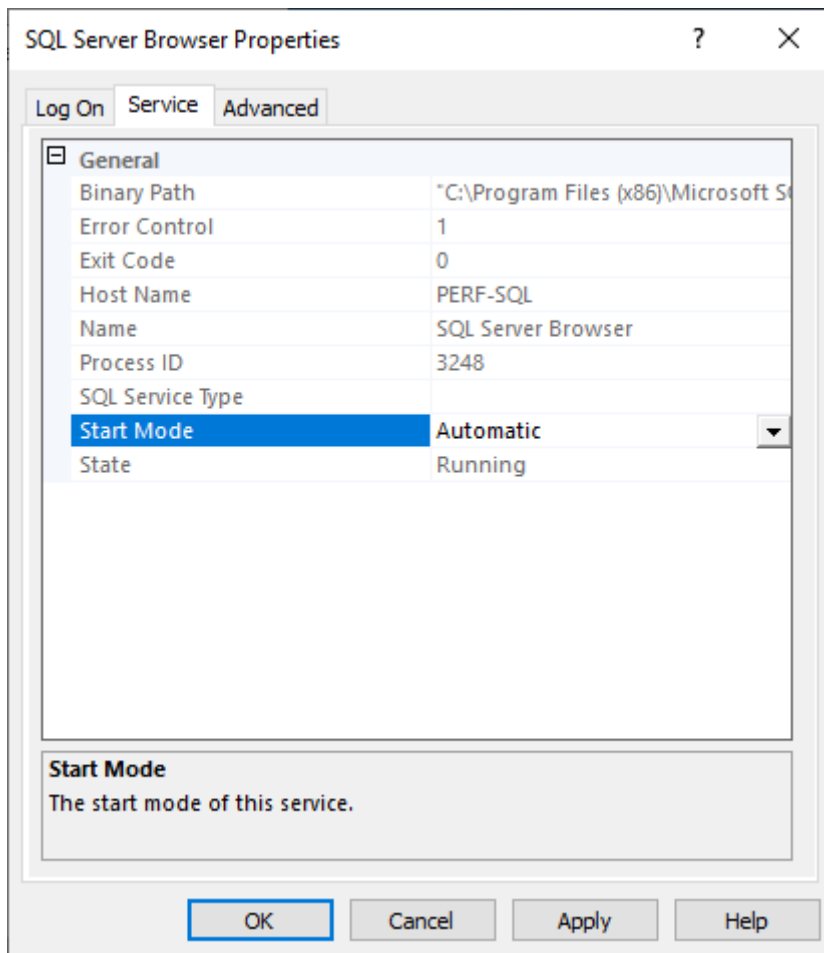 SQL Server Browser Properties
Log On Service Advanced
General
Binary Path "C:\Program Files (x86)\Microsoft
Error Control 1
Exit Code 0
Host Name PERF-SQL
Name SQL Server Browser
Process ID 3248
SQL Service Type
Start Mode Automatic
State Running
Start Mode
The start mode of this service.
OK Cancel Apply Help